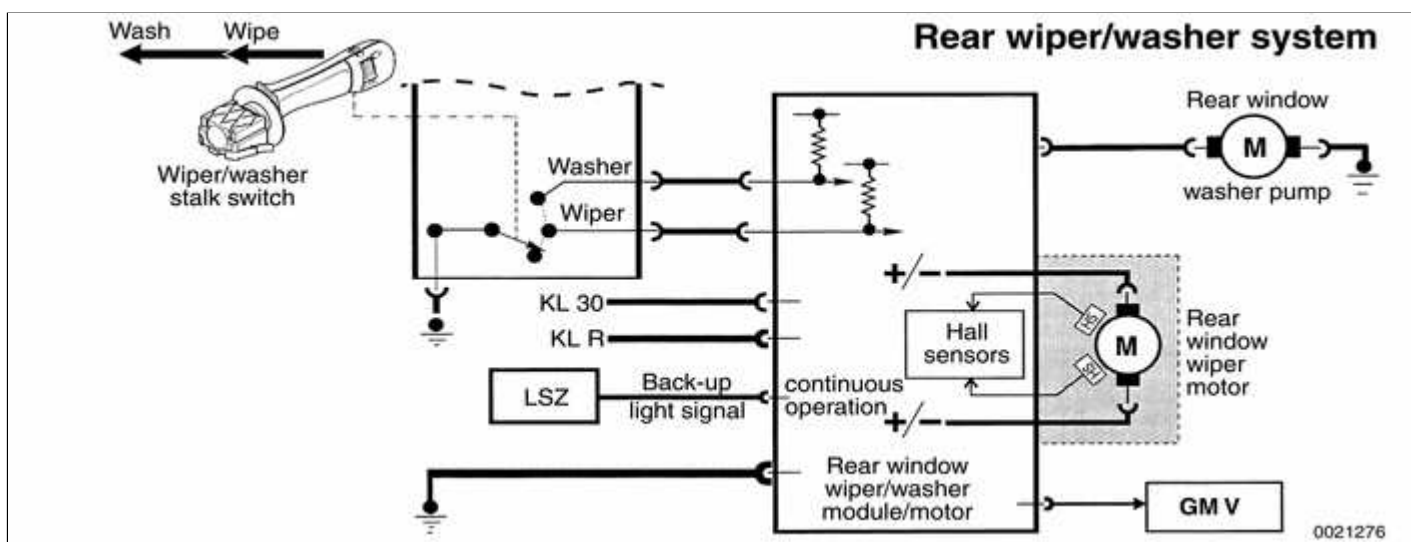 Rear wiper/washer system
Wash
Wipe
Wiper/washer
stalk switch
Washer
Wiper
KL 30
KL R
LSZ
Back-up
light signal
continuous
operation
+/-
Hall
sensors
+/-
Rear window
wiper/washer
module/motor
Rear window
M
washer pump
HS
M
HS
Rear
window
wiper
motor
GM V
0021276